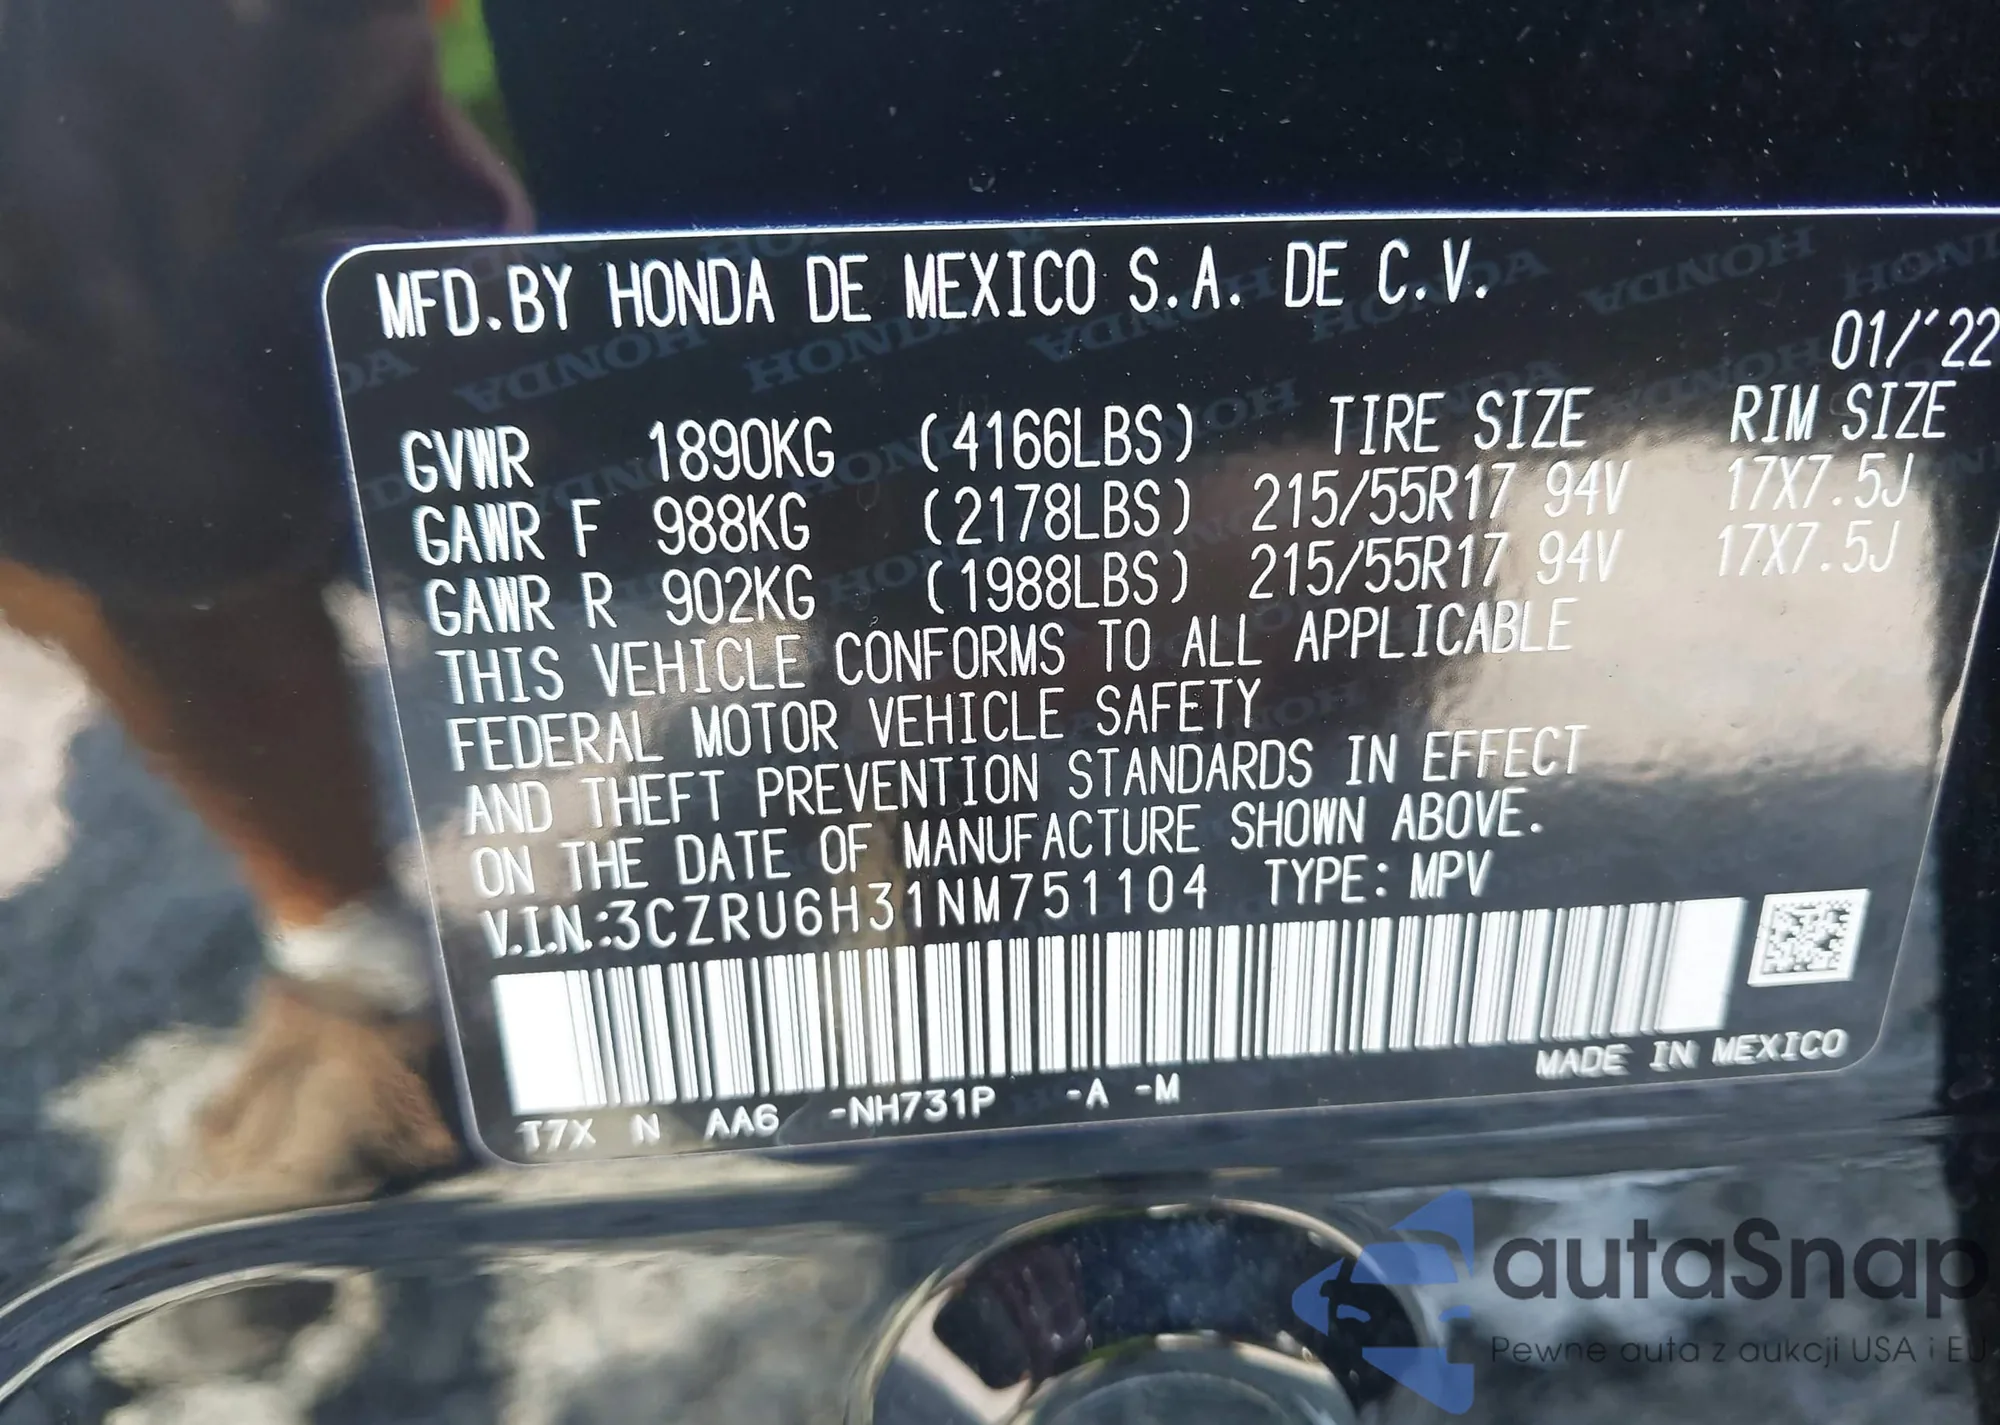 MFD.BY HONDA DE MEXICO S.A. DE C.V.
01/'22
GVWR 1890KG (4166LBS) TIRE SIZE RIM SIZE
GAWR F 988KG (2178LBS) 215/55R17 94V 17X7.5J
GAWR R 902KG (1988LBS) 215/55R17 94V 17X7.5J
THIS VEHICLE CONFORMS TO ALL APPLICABLE
FEDERAL MOTOR VEHICLE SAFETY
AND THEFT PREVENTION STANDARDS IN EFFECT
ON THE DATE OF MANUFACTURE SHOWN ABOVE.
V.I.N.:3CZRU6H31NM751104 TYPE: MPV
MADE IN MEXICO
T7X N AA6 -NH731P -A -M
autaSnap
Pewne auta z aukcji USA i EU